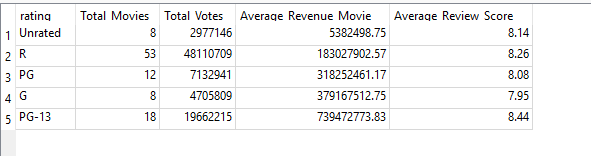 rating Total Movies Total Votes Average Revenue Movie Average Review Score
1 Unrated 8 2977146 5382498.75 8.14
2 R 53 48110709 183027902.57 8.26
3 PG 12 7132941 318252461.17 8.08
4 G 8 4705809 379167512.75 7.95
5 PG-13 18 19662215 739472773.83 8.44